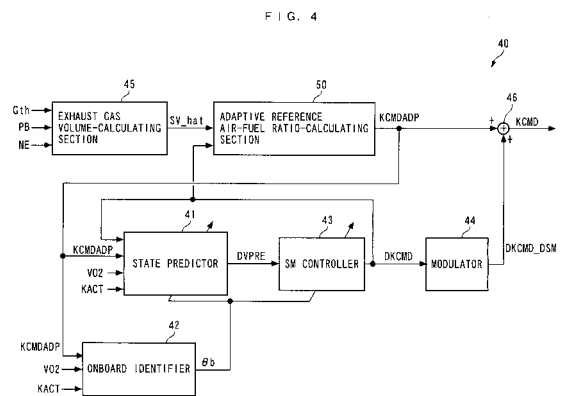 FIG. 4
40
45
50
Gth
PB
NE
EXHAUST GAS
VOLUME-CALCULATING
SECTION
SV_hat
ADAPTIVE REFERENCE
AIR-FUEL RATIO-CALCULATING
SECTION
KCMDADP
46
+
+
KCMD
41
43
44
KCMDADP
VO2
KACT
STATE PREDICTOR
DVPRE
SM CONTROLLER
DKCMD
MODULATOR
DKCMD_DSM
42
KCMDADP
VO2
KACT
ONBOARD IDENTIFIER
θb